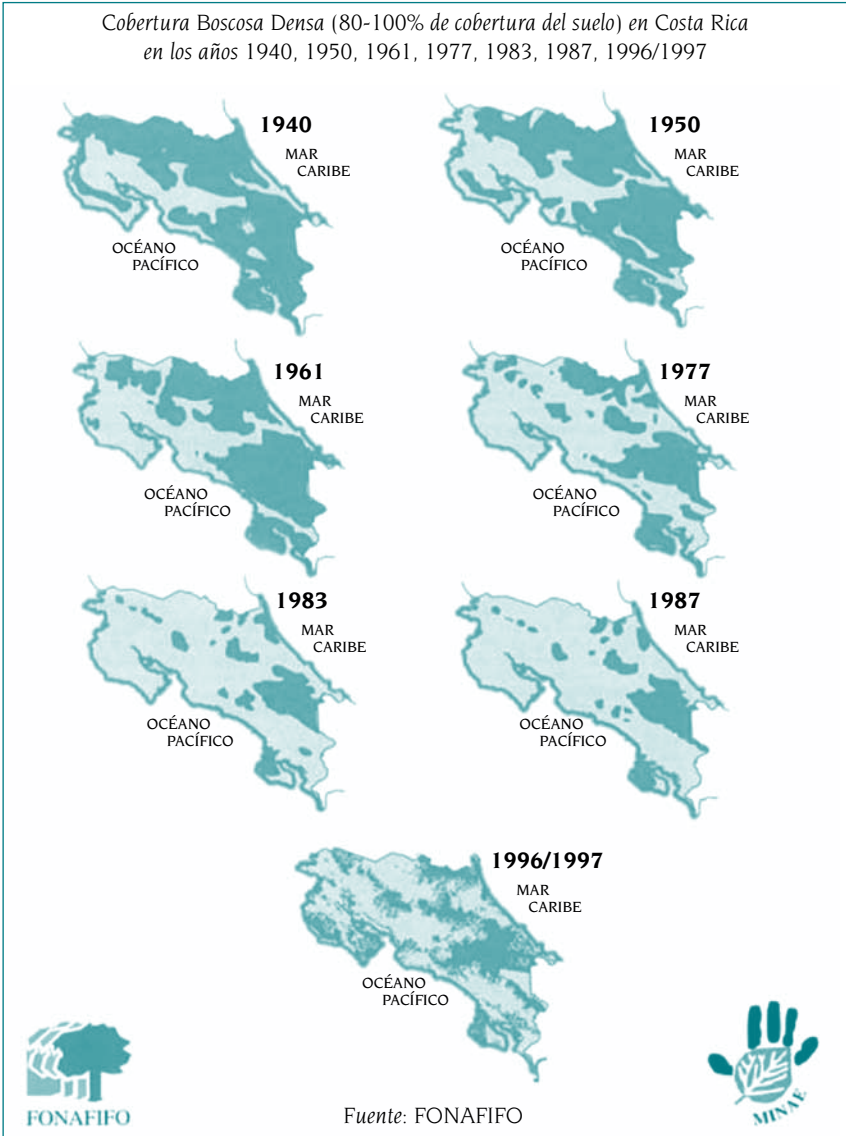 Cobertura Boscosa Densa (80-100% de cobertura del suelo) en Costa Rica
en los años 1940, 1950, 1961, 1977, 1983, 1987, 1996/1997
1940
MAR
CARIBE
OCÉANO
PACÍFICO
1950
MAR
CARIBE
OCÉANO
PACÍFICO
1961
MAR
CARIBE
OCÉANO
PACÍFICO
1977
MAR
CARIBE
OCÉANO
PACÍFICO
1983
MAR
CARIBE
OCÉANO
PACÍFICO
1987
MAR
CARIBE
OCÉANO
PACÍFICO
1996/1997
MAR
CARIBE
OCÉANO
PACÍFICO
FONAFIFO
Fuente: FONAFIFO
MINAE